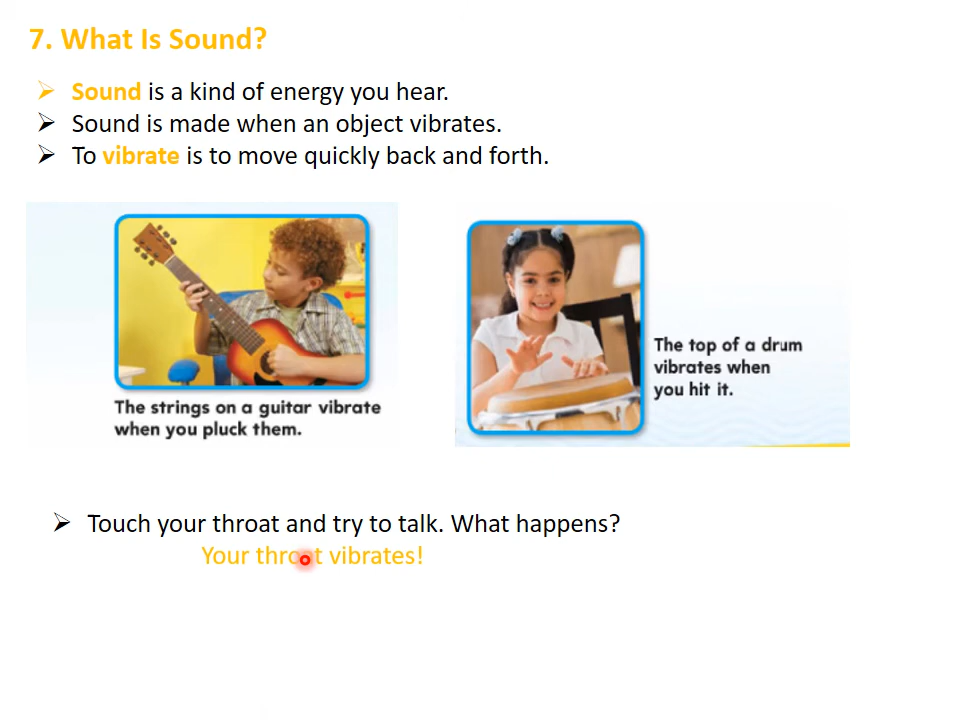 7. What Is Sound?
Sound is a kind of energy you hear.
Sound is made when an object vibrates.
To vibrate is to move quickly back and forth.
The strings on a guitar vibrate
when you pluck them.
The top of a drum
vibrates when
you hit it.
Touch your throat and try to talk. What happens?
Your throat vibrates!